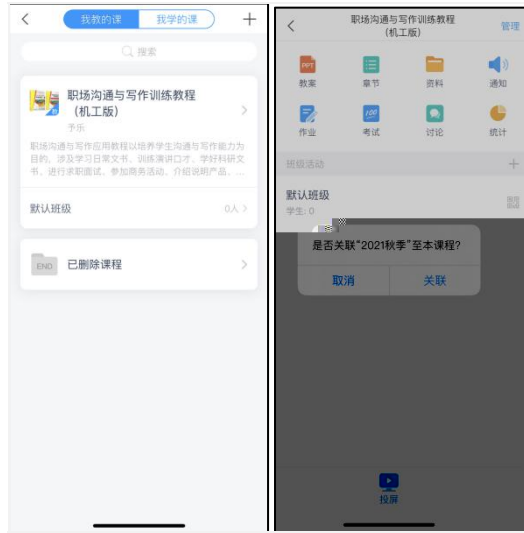 我教的课
我学的课
搜索
职场沟通与写作训练教程
(机工版)
予乐
职场沟通与写作应用教程以培养学生沟通与写作能力为
目的，涉及学习日常文书、训练演讲口才、学好科研文
书、进行求职面试、参加商务活动、介绍说明产品、...
默认班级
0人
END
已删除课程
职场沟通与写作训练教程
(机工版)
管理
PPT
教案
章节
资料
通知
100
作业
考试
讨论
统计
班级活动
默认班级
学生: 0
是否关联“2021秋季”至本课程?
取消
关联
投屏